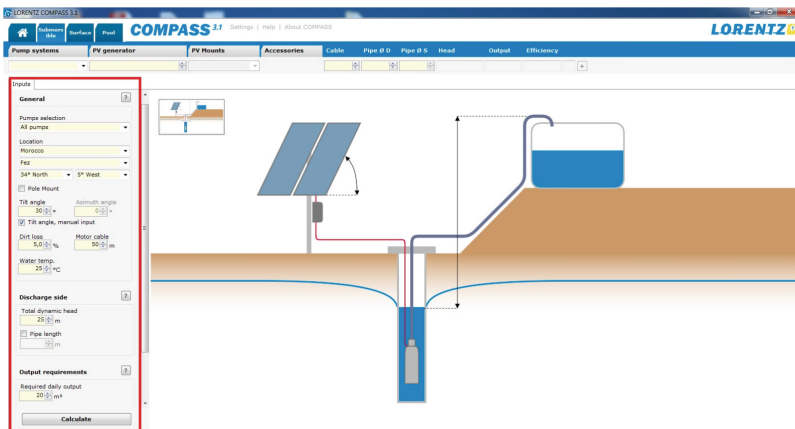 LORENTZ COMPASS 3.1
Submers ible Surface Pool COMPASS 3.1 Settings | Help | About COMPASS LORENTZ
Pump systems PV generator PV Mounts Accessories Cable Pipe Ø D Pipe Ø S Head Output Efficiency
+
Inputs
General ?
Pumps selection
All pumps
Location
Morocco
Fez
34° North 5° West
Pole Mount
Tilt angle Azimuth angle
30 ° 0 °
Tilt angle, manual input
Dirt loss Motor cable
5,0 % 50 m
Water temp.
25 °C
Discharge side ?
Total dynamic head
25 m
Pipe length
m
Output requirements ?
Required daily output
20 m³
Calculate